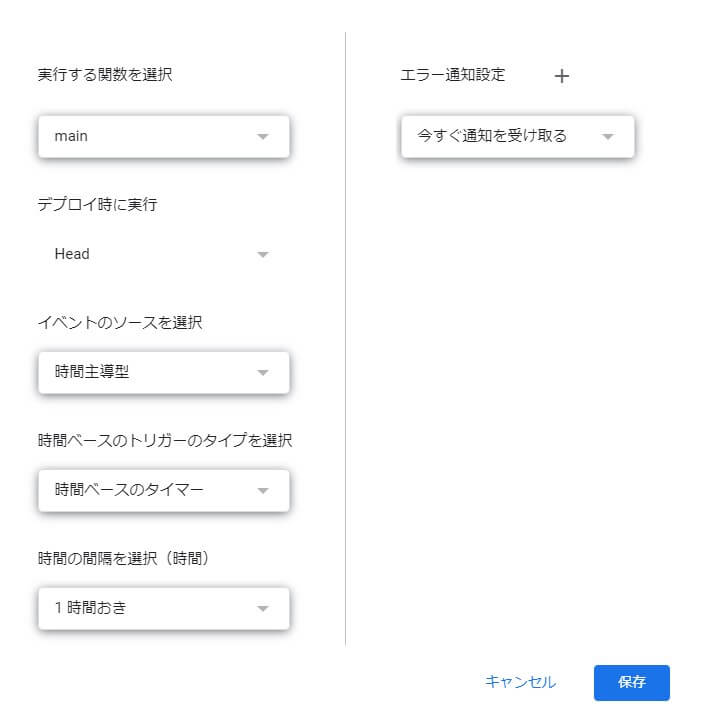 実行する関数を選択
main
デプロイ時に実行
Head
イベントのソースを選択
時間主導型
時間ベースのトリガーのタイプを選択
時間ベースのタイマー
時間の間隔を選択（時間）
1 時間おき
エラー通知設定 +
今すぐ通知を受け取る
キャンセル
保存